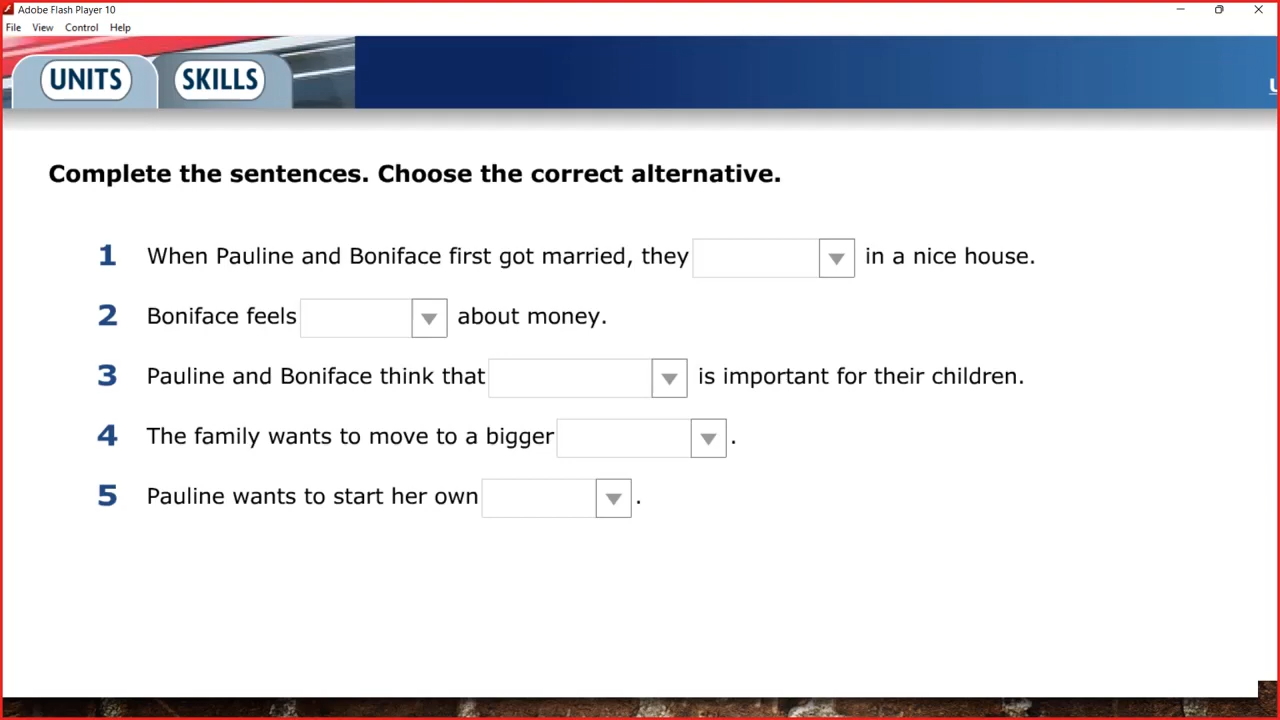 Adobe Flash Player 10
File View Control Help
UNITS SKILLS
Complete the sentences. Choose the correct alternative.
1 When Pauline and Boniface first got married, they in a nice house.
2 Boniface feels about money.
3 Pauline and Boniface think that is important for their children.
4 The family wants to move to a bigger .
5 Pauline wants to start her own .